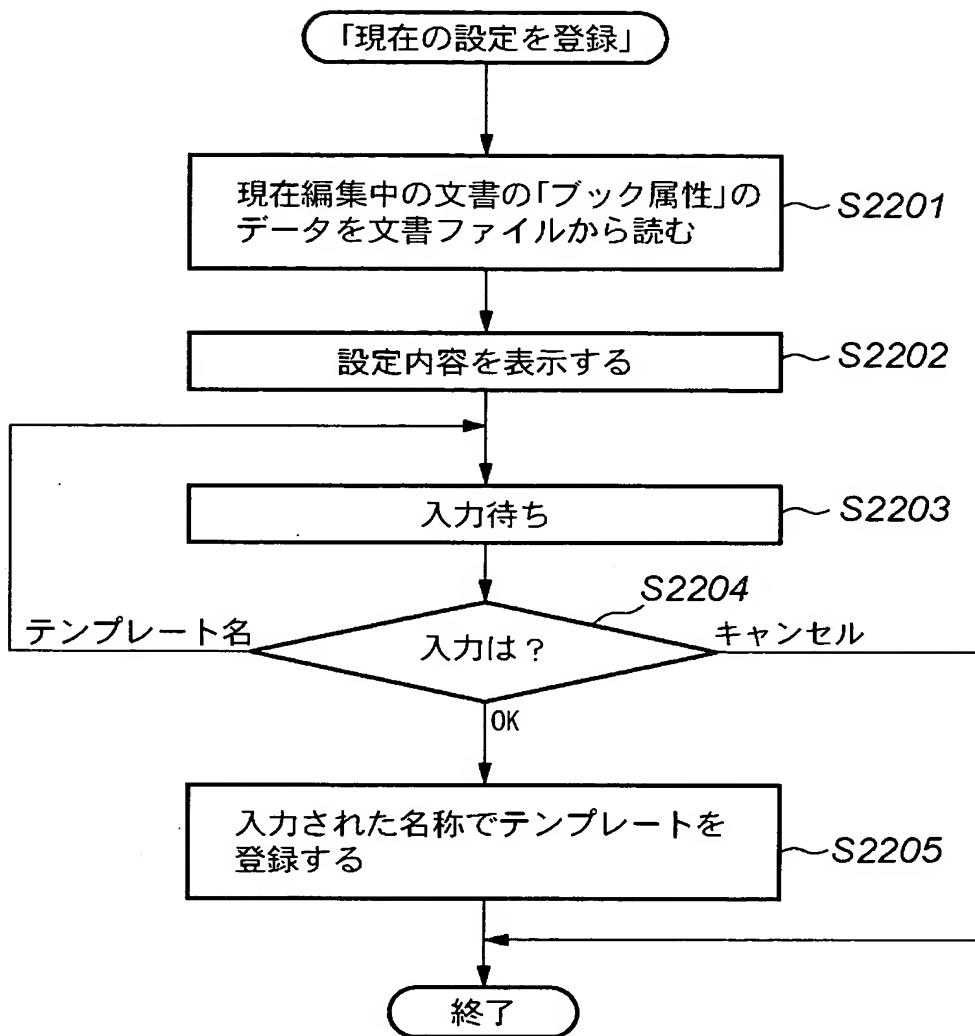 「現在の設定を登録」
現在編集中の文書の「ブック属性」の
データを文書ファイルから読む
S2201
設定内容を表示する
S2202
入力待ち
S2203
S2204
テンプレート名
入力は？
キャンセル
OK
入力された名称でテンプレートを
登録する
S2205
終了